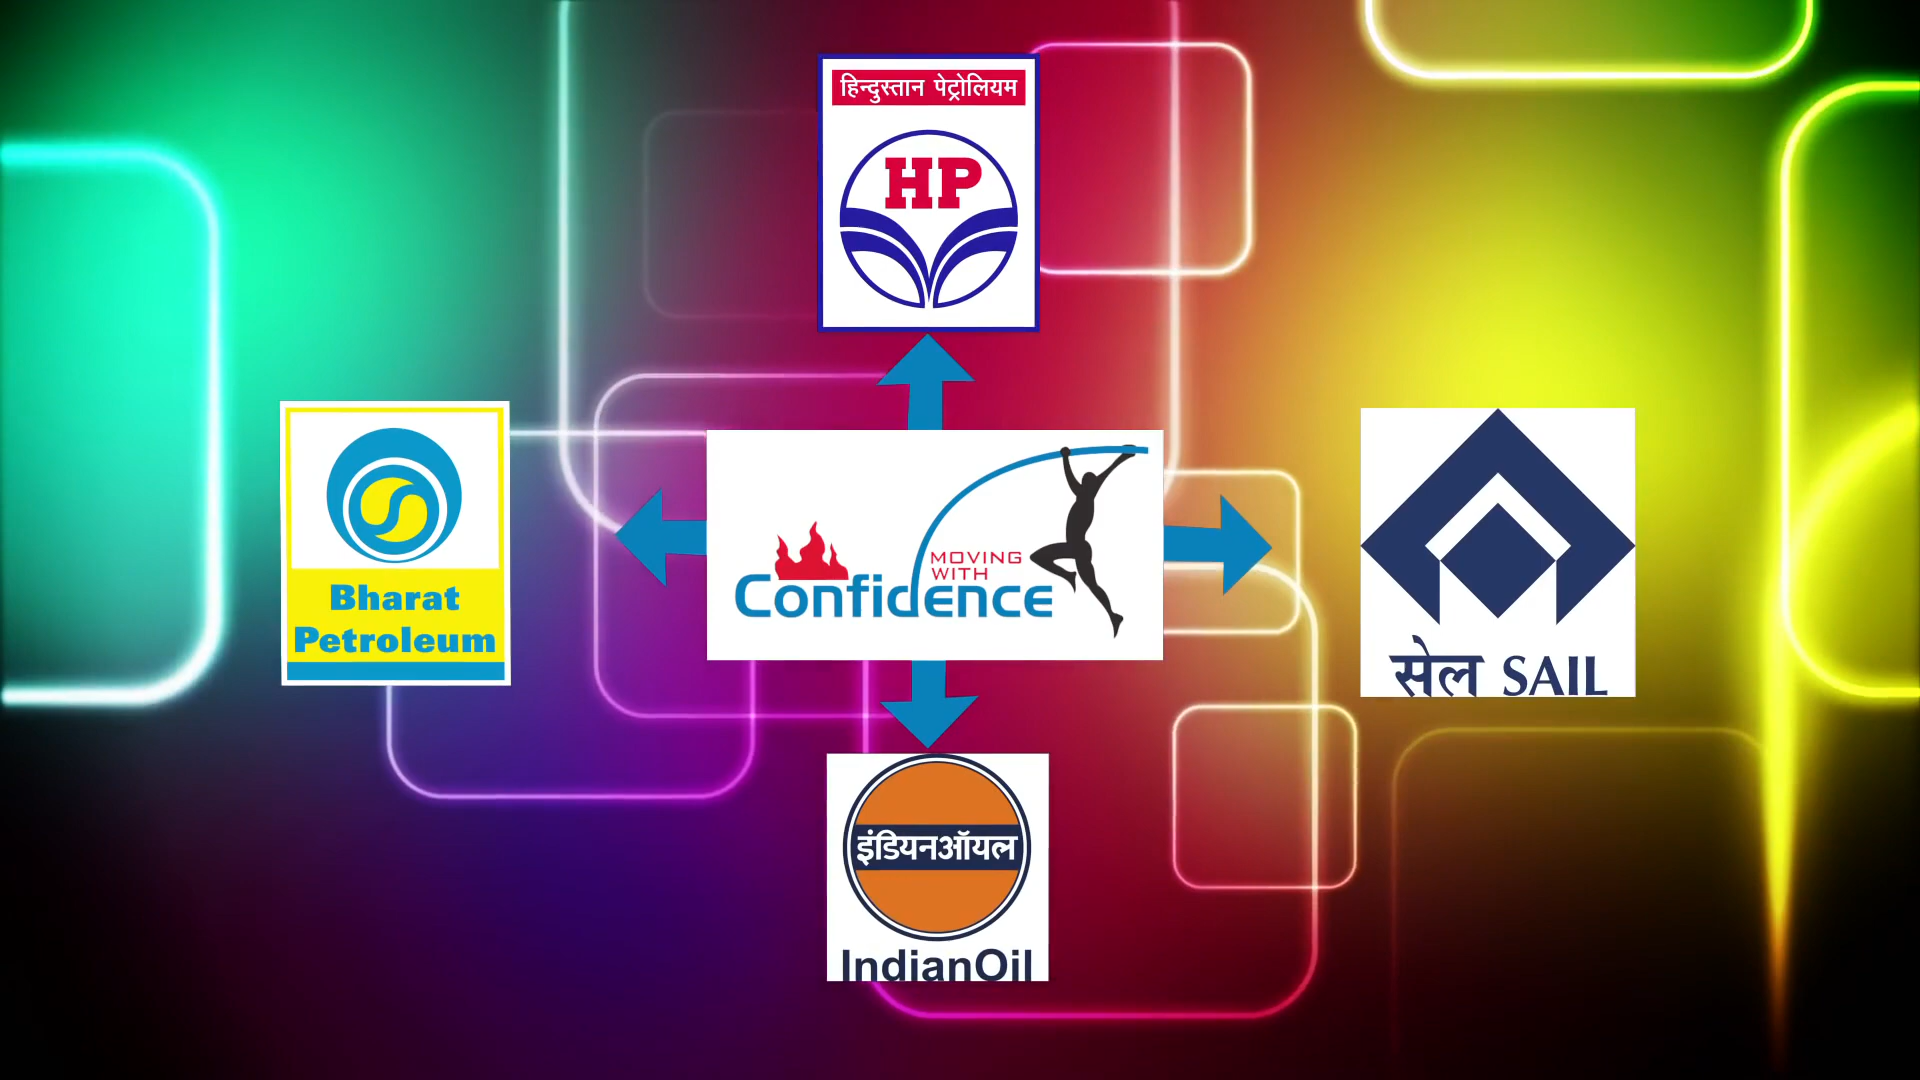 हिन्दुस्तान पेट्रोलियम
HP
Bharat
Petroleum
MOVING
WITH
Confidence
सेल SAIL
इंडियनऑयल
IndianOil